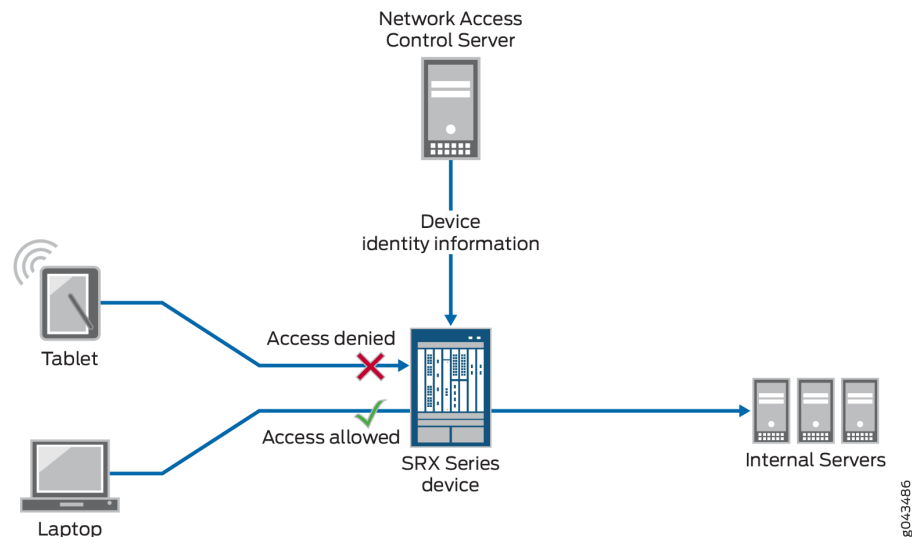 Network Access
Control Server
Device
identity information
Access denied
Tablet
Access allowed
SRX Series
device
Internal Servers
Laptop
g043486